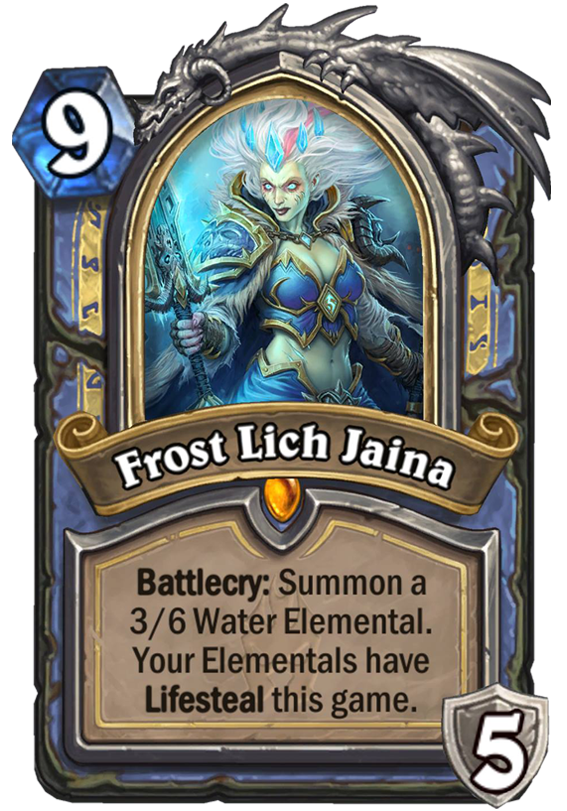 9
Frost Lich Jaina
Battlecry: Summon a
3/6 Water Elemental.
Your Elementals have
Lifesteal this game.
5